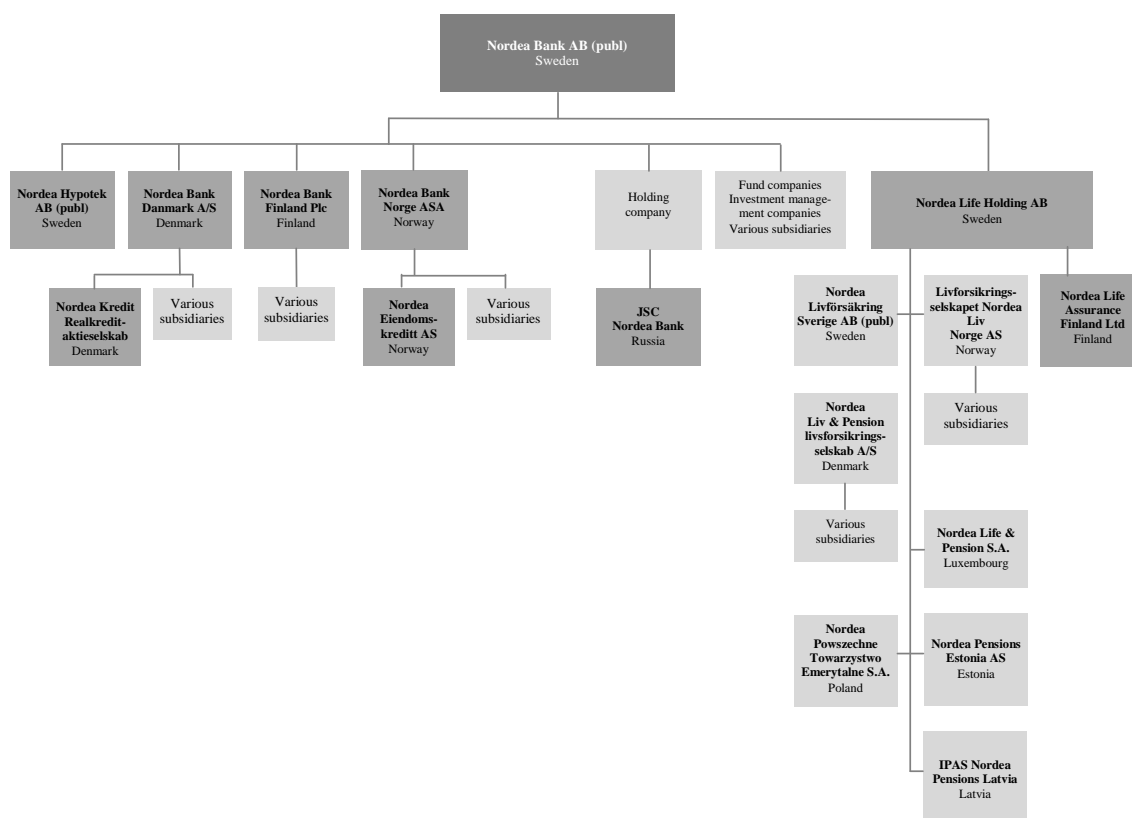 Nordea Bank AB (publ)
Sweden
Nordea Hypotek
AB (publ)
Sweden
Nordea Bank
Danmark A/S
Denmark
Nordea Bank
Finland Plc
Finland
Nordea Bank
Norge ASA
Norway
Holding
company
Fund companies
Investment manage-
ment companies
Various subsidiaries
Nordea Life Holding AB
Sweden
Nordea Kredit
Realkredit-
aktieselskab
Denmark
Various
subsidiaries
Various
subsidiaries
Nordea
Eiendoms-
kreditt AS
Norway
Various
subsidiaries
JSC
Nordea Bank
Russia
Nordea
Livförsäkring
Sverige AB (publ)
Sweden
Livforsikrings-
selskapet Nordea
Liv
Norge AS
Norway
Nordea Life
Assurance
Finland Ltd
Finland
Nordea
Liv & Pension
livsforsikrings-
selskab A/S
Denmark
Various
subsidiaries
Various
subsidiaries
Nordea Life &
Pension S.A.
Luxembourg
Nordea
Powszechne
Towarzystwo
Emerytalne S.A.
Poland
Nordea Pensions
Estonia AS
Estonia
IPAS Nordea
Pensions Latvia
Latvia